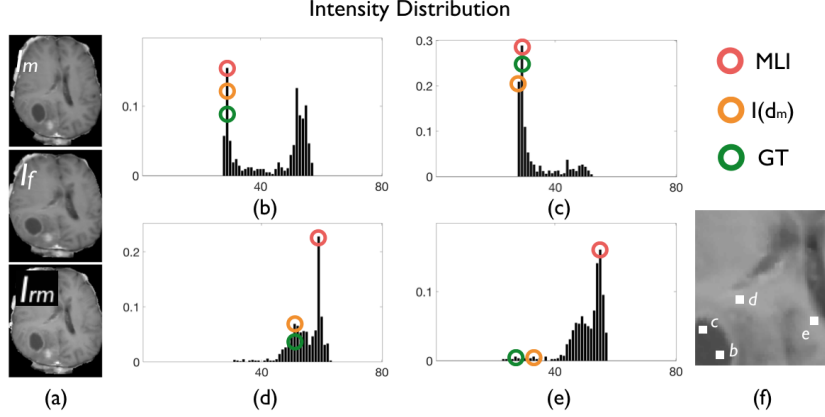 Intensity Distribution
Im
If
Irm
(a)
0.1
0
40
80
(b)
0.3
0.2
0.1
0
40
80
(c)
MLI
I(dm)
GT
0.2
0.1
0
40
80
(d)
0.1
0
40
80
(e)
d
c
b
e
(f)